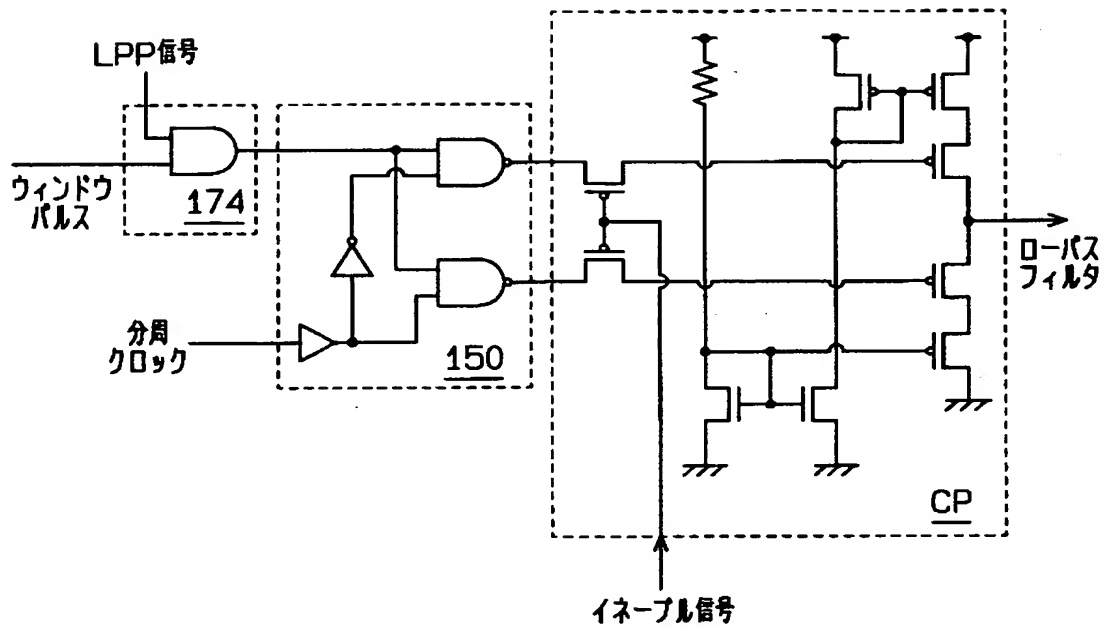 LPP信号
ウィンドウ
パルス
174
分周
クロック
150
ローパス
フィルタ
CP
イネーブル信号